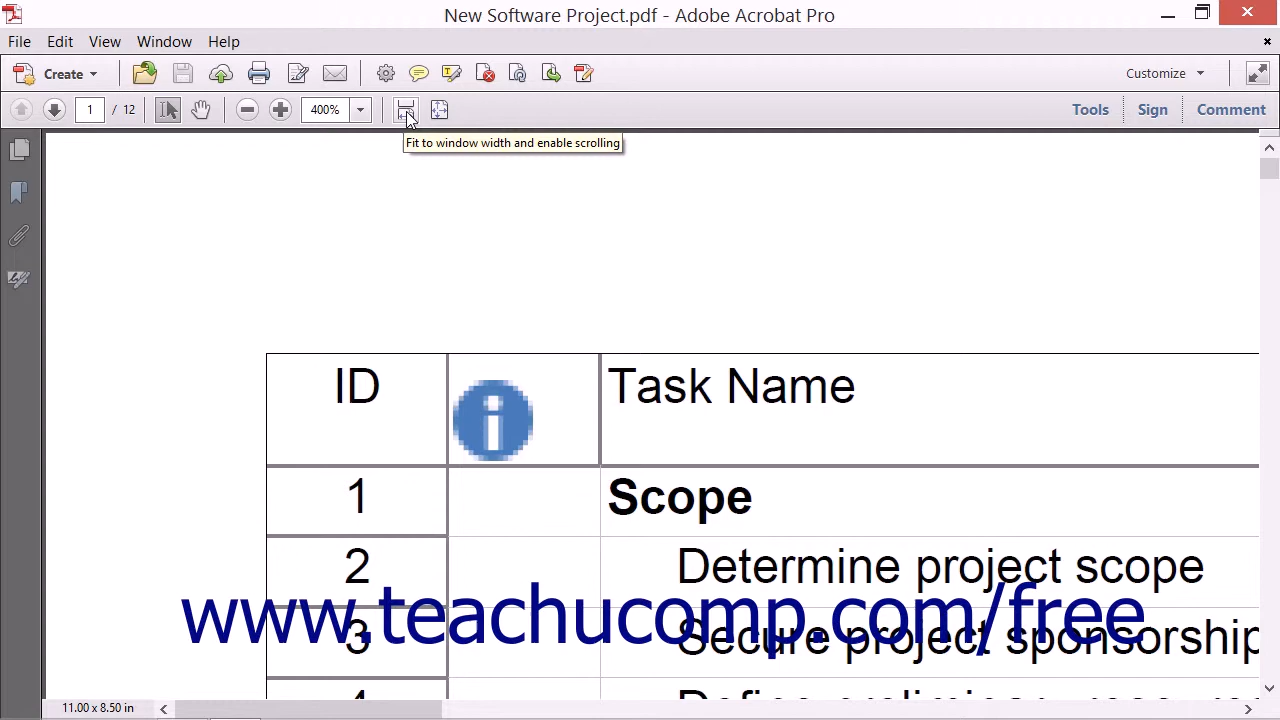 New Software Project.pdf - Adobe Acrobat Pro
File Edit View Window Help
Create Customize
1 / 12 400% Tools Sign Comment
Fit to window width and enable scrolling
ID Task Name
1 Scope
2 Determine project scope
www.teachucomp.com/free
3 Secure project sponsorship
4
11.00 x 8.50 in